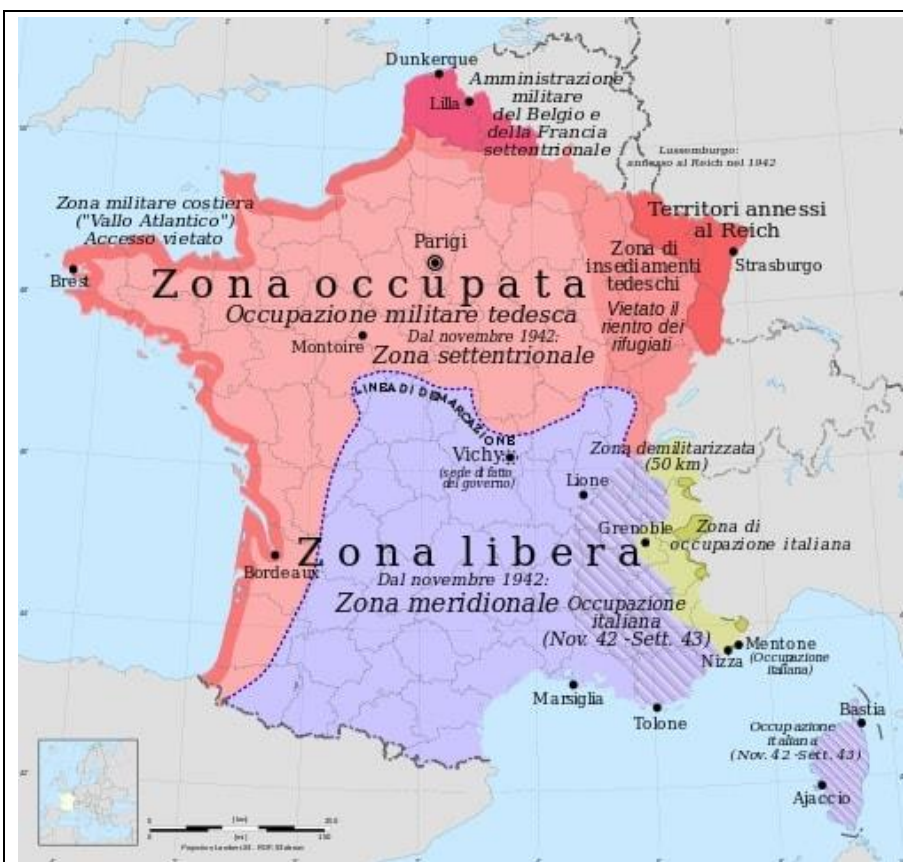 Dunkerque
Lilla
Amministrazione
militare
del Belgio e
della Francia
settentrionale
Lussemburgo:
annesso al Reich nel 1942
Zona militare costiera
("Vallo Atlantico")
Accesso vietato
Brest
Parigi
Territori annessi
al Reich
Strasburgo
Zona di
insediamenti
tedeschi
Vietato il
rientro dei
rifugiati
Zona occupata
Occupazione militare tedesca
Dal novembre 1942:
Zona settentrionale
Montoire
LINEA DI DEMARCAZIONE
Vichy
(sede di fatto
del governo)
Zona demilitarizzata
(50 km)
Lione
Grenoble
Zona di
occupazione italiana
Zona libera
Bordeaux
Dal novembre 1942:
Zona meridionale
Occupazione
italiana
(Nov. 42 -Sett. 43)
Mentone
(Occupazione
italiana)
Nizza
Marsiglia
Tolone
Bastia
Occupazione
italiana
(Nov. 42 -Sett. 43)
Ajaccio
0